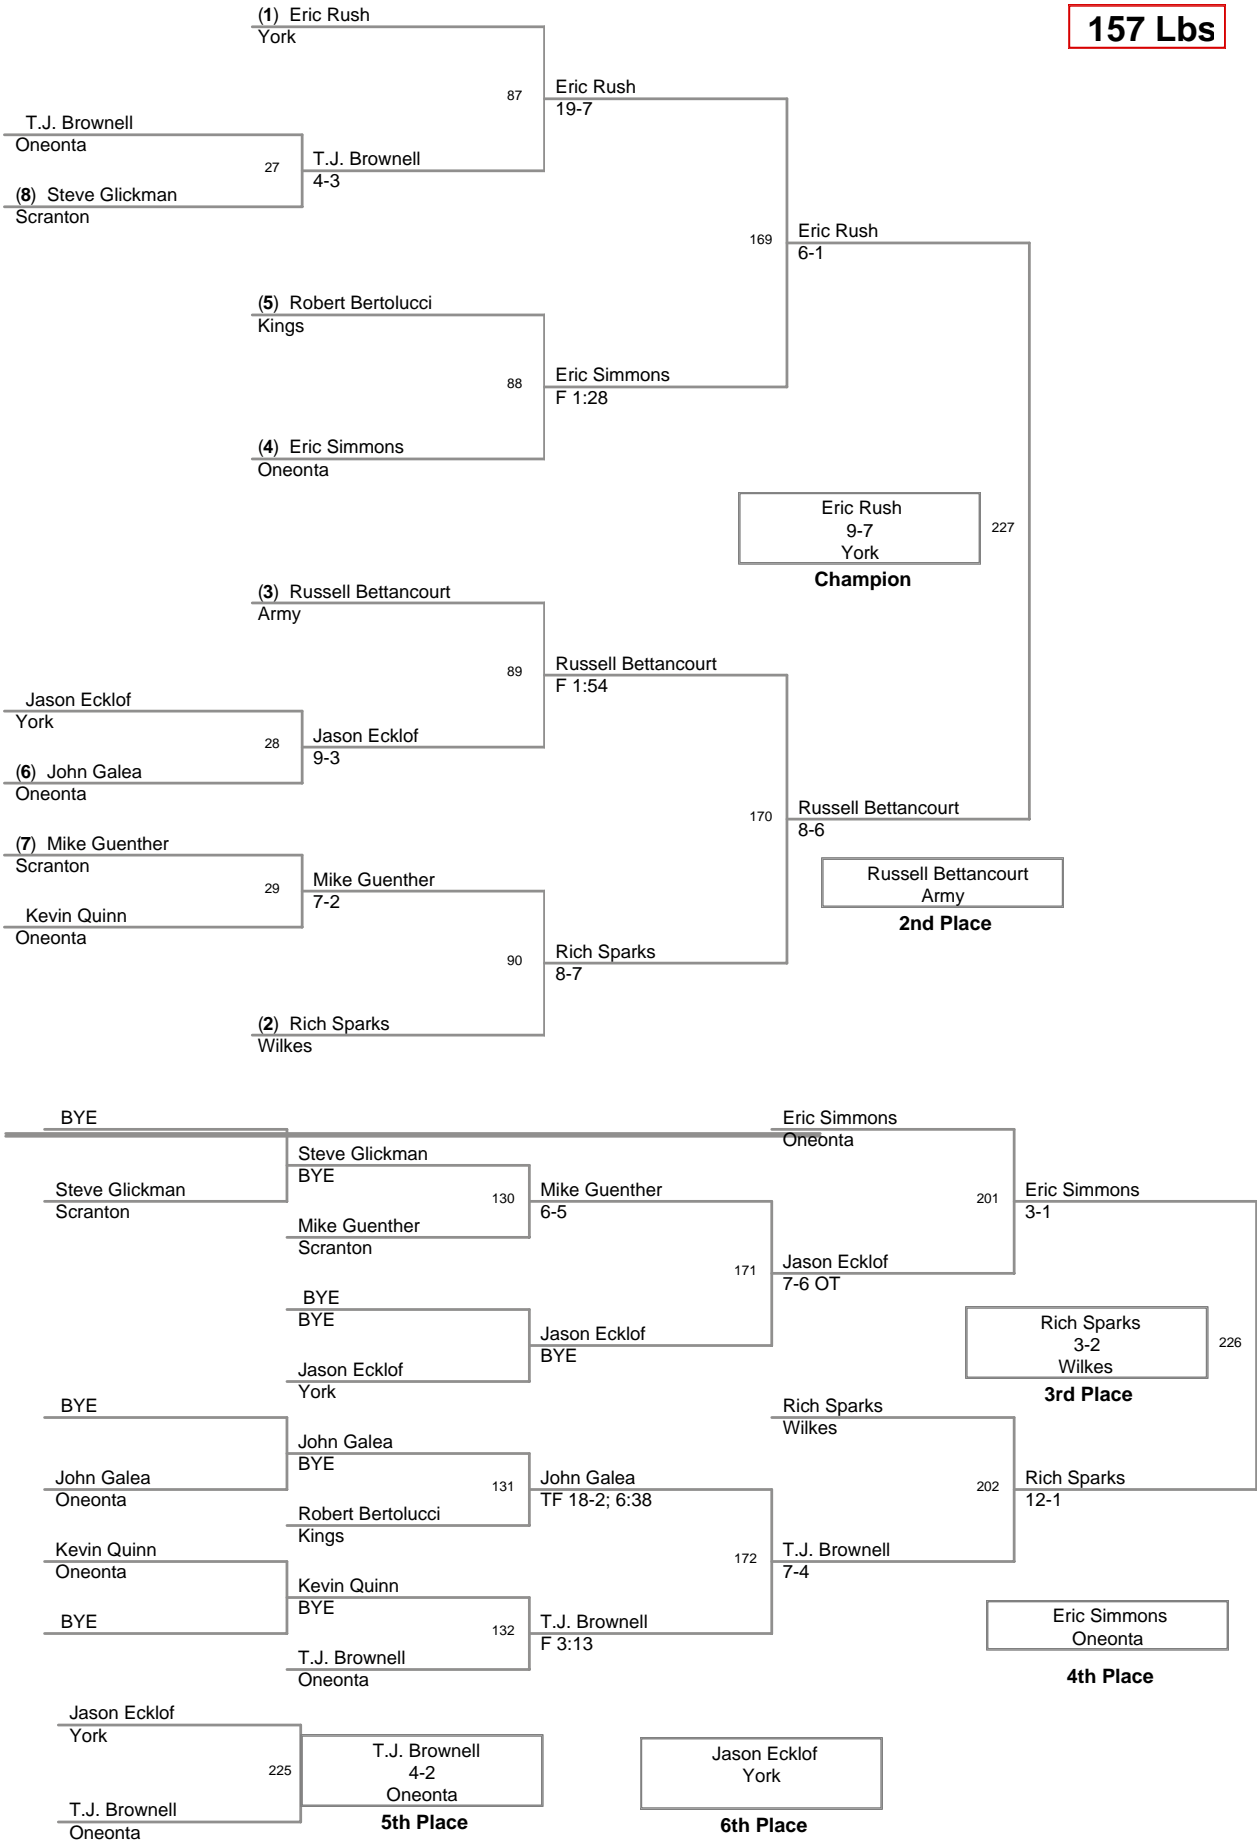 (1) Eric Rush
York
157 Lbs
87
Eric Rush
19-7
T.J. Brownell
Oneonta
27
T.J. Brownell
4-3
(8) Steve Glickman
Scranton
169
Eric Rush
6-1
(5) Robert Bertolucci
Kings
88
Eric Simmons
F 1:28
(4) Eric Simmons
Oneonta
Eric Rush
9-7
York
227
Champion
(3) Russell Bettancourt
Army
89
Russell Bettancourt
F 1:54
Jason Ecklof
York
28
Jason Ecklof
9-3
(6) John Galea
Oneonta
170
Russell Bettancourt
8-6
(7) Mike Guenther
Scranton
29
Mike Guenther
7-2
Kevin Quinn
Oneonta
Russell Bettancourt
Army
2nd Place
90
Rich Sparks
8-7
(2) Rich Sparks
Wilkes
BYE
Eric Simmons
Oneonta
Steve Glickman
BYE
Steve Glickman
Scranton
130
Mike Guenther
6-5
201
Eric Simmons
3-1
Mike Guenther
Scranton
171
Jason Ecklof
7-6 OT
BYE
BYE
Jason Ecklof
BYE
Rich Sparks
3-2
Wilkes
226
3rd Place
Jason Ecklof
York
BYE
Rich Sparks
Wilkes
John Galea
BYE
John Galea
Oneonta
131
John Galea
TF 18-2; 6:38
202
Rich Sparks
12-1
Robert Bertolucci
Kings
Kevin Quinn
Oneonta
172
T.J. Brownell
7-4
Kevin Quinn
BYE
BYE
132
T.J. Brownell
F 3:13
Eric Simmons
Oneonta
4th Place
T.J. Brownell
Oneonta
Jason Ecklof
York
225
T.J. Brownell
4-2
Oneonta
5th Place
Jason Ecklof
York
6th Place
T.J. Brownell
Oneonta